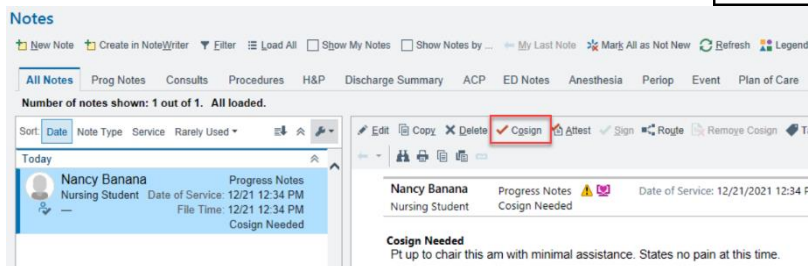 Notes
New Note Create in NoteWriter Filter Load All Show My Notes Show Notes by ... My Last Note Mark All as Not New Refresh Legend
All Notes Prog Notes Consults Procedures H&P Discharge Summary ACP ED Notes Anesthesia Periop Event Plan of Care
Number of notes shown: 1 out of 1. All loaded.
Sort: Date Note Type Service Rarely Used
Edit Copy Delete Cosign Attest Sign Route Remove Cosign
Today
Nancy Banana Progress Notes
Nursing Student Date of Service: 12/21 12:34 PM
— File Time: 12/21 12:34 PM
Cosign Needed
Nancy Banana Progress Notes Date of Service: 12/21/2021 12:34
Nursing Student Cosign Needed
Cosign Needed
Pt up to chair this am with minimal assistance. States no pain at this time.